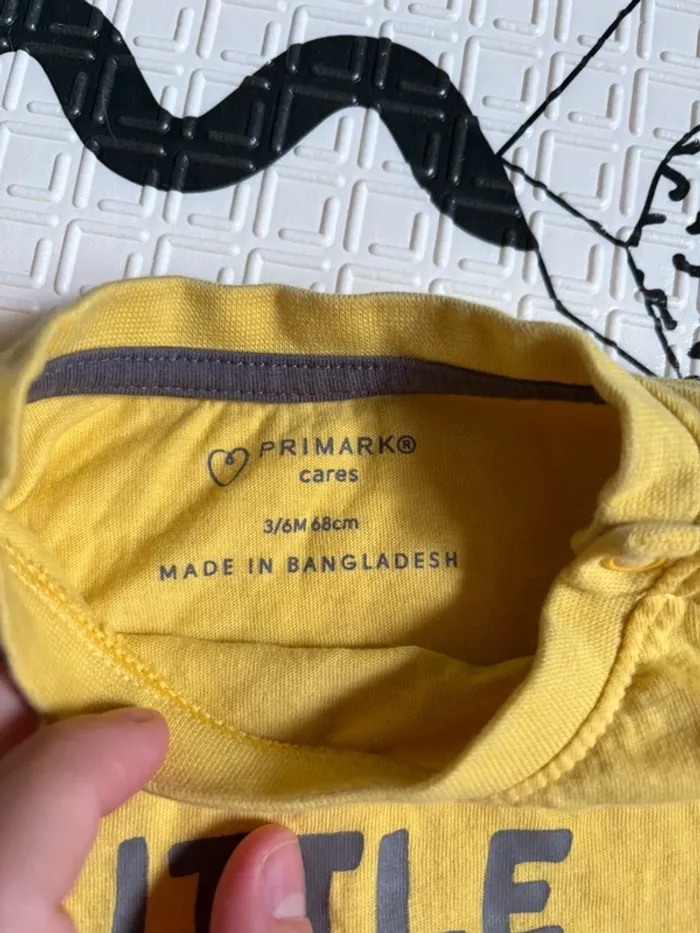 PRIMARK®
cares
3/6M 68cm
MADE IN BANGLADESH